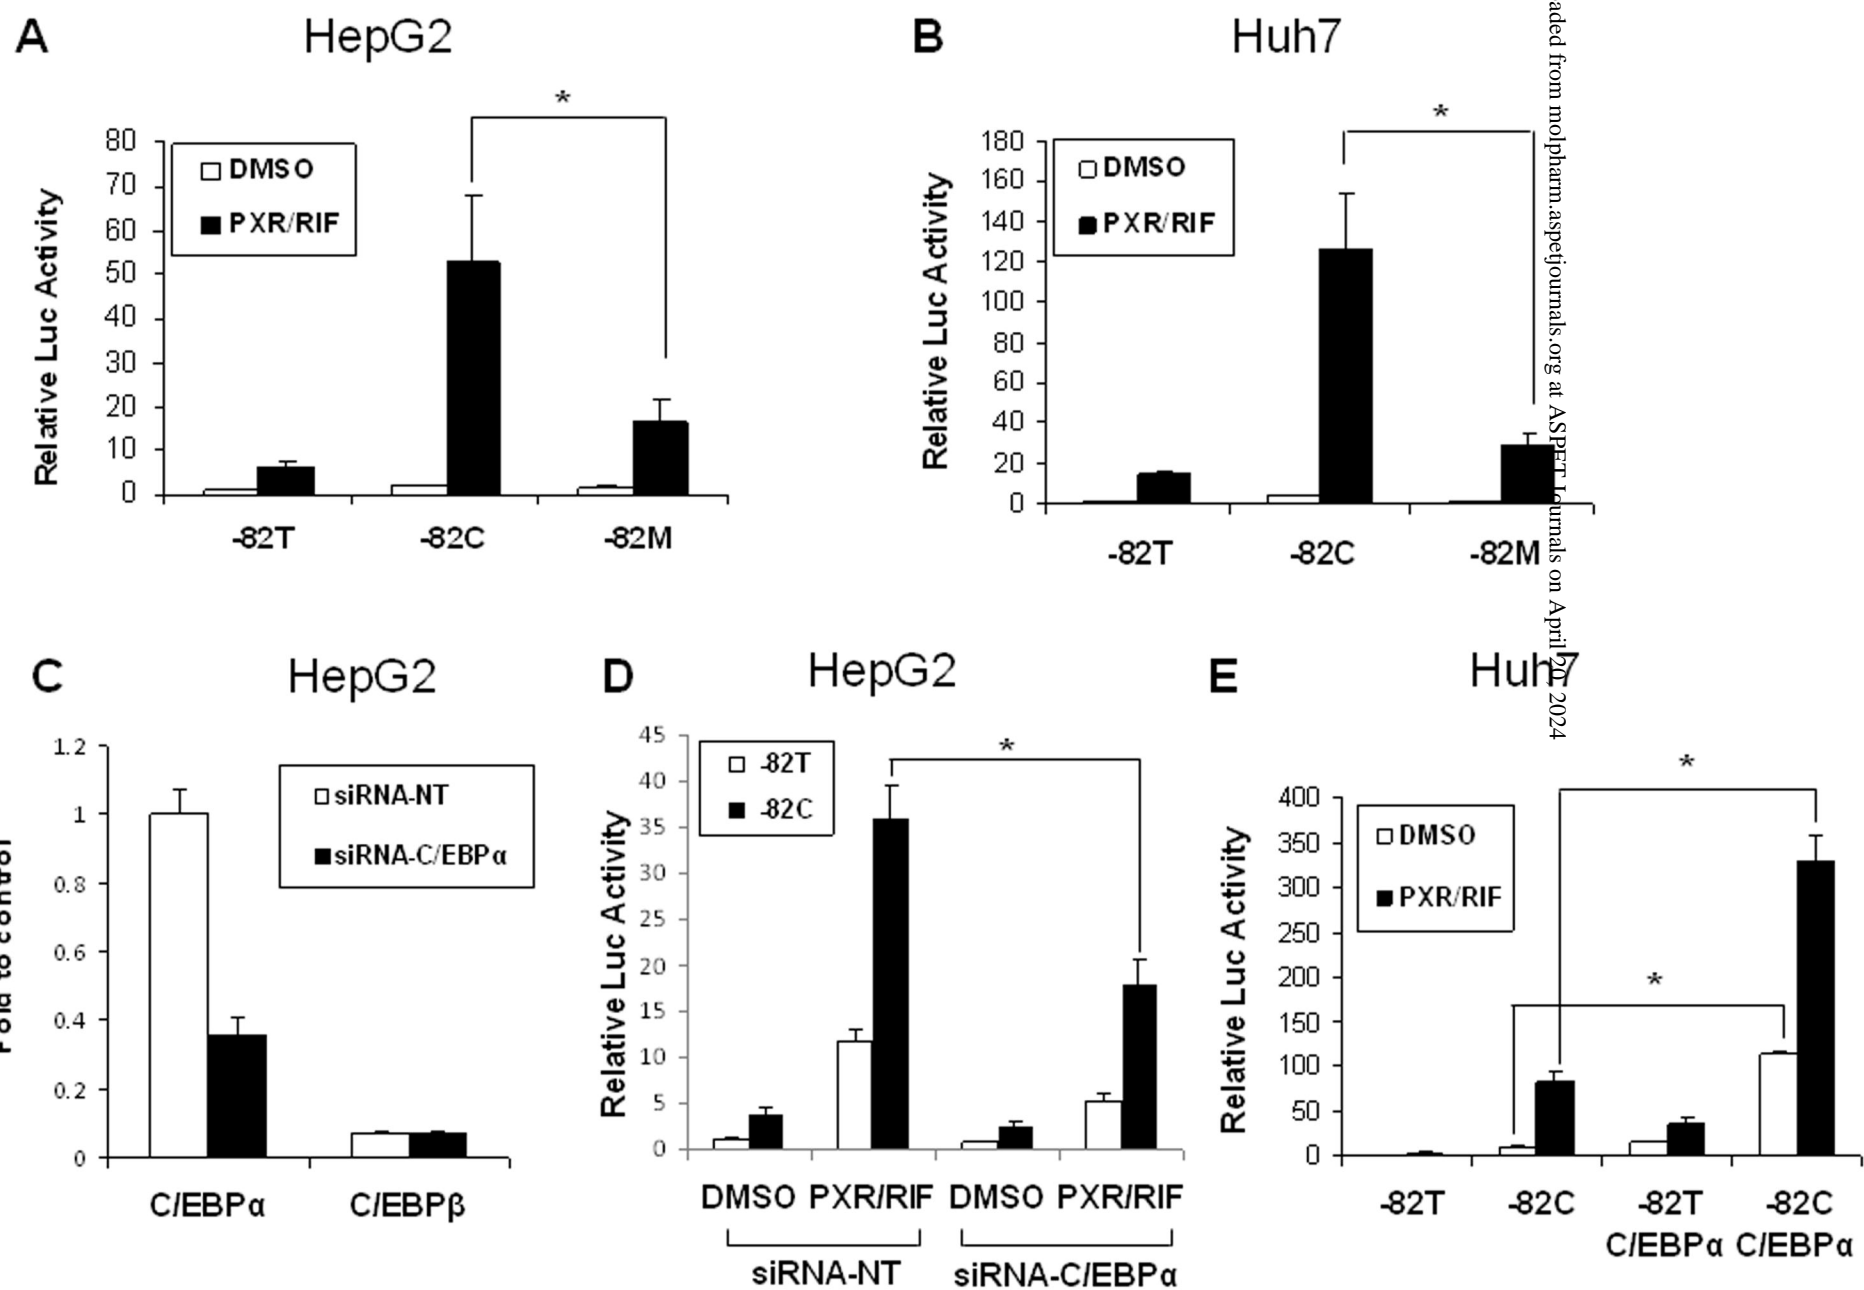 A
HepG2
*
80
70
60
50
40
30
20
10
0
Relative Luc Activity
DMSO
PXR/RIF
-82T
-82C
-82M
B
Huh7
*
180
160
140
120
100
80
60
40
20
0
Relative Luc Activity
DMSO
PXR/RIF
-82T
-82C
-82M
aded from molpharm.aspetjournals.org at ASPET Journals on April 20, 2024
C
HepG2
1.2
1
0.8
0.6
0.4
0.2
0
Fold to control
siRNA-NT
siRNA-C/EBPα
C/EBPα
C/EBPβ
D
HepG2
*
45
40
35
30
25
20
15
10
5
0
Relative Luc Activity
-82T
-82C
DMSO PXR/RIF DMSO PXR/RIF
siRNA-NT
siRNA-C/EBPα
E
Huh7
*
*
400
350
300
250
200
150
100
50
0
Relative Luc Activity
DMSO
PXR/RIF
-82T
-82C
-82T
-82C
C/EBPα C/EBPα